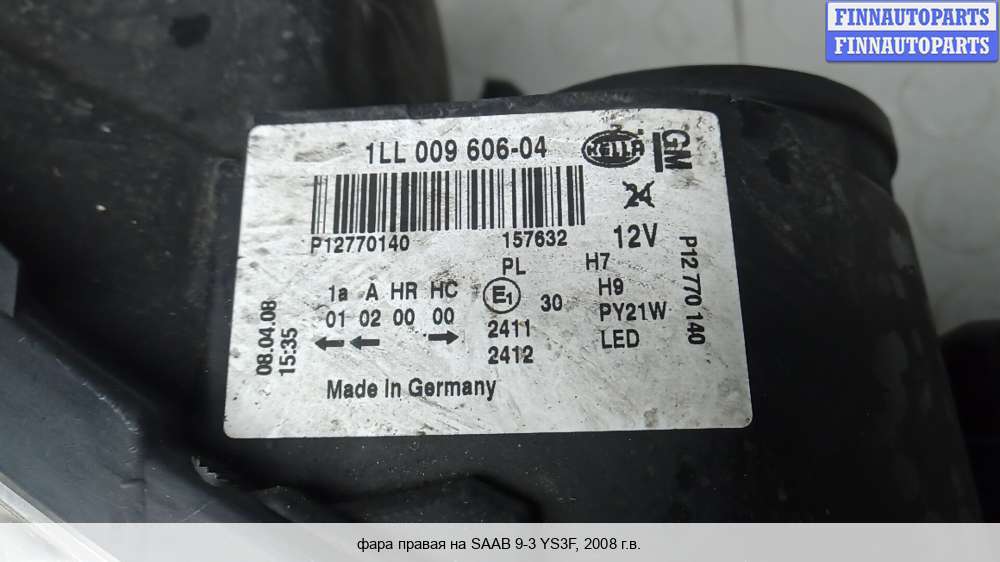 FINNAUTOPARTS
FINNAUTOPARTS
1LL 009 606-04
HELLA
GM
24
P12770140
157632
12V
P12 770 140
PL
H7
1a A HR HC
E1
30
H9
01 02 00 00
PY21W
2411
LED
2412
08.04.08
15:35
Made In Germany
фара правая на SAAB 9-3 YS3F, 2008 г.в.